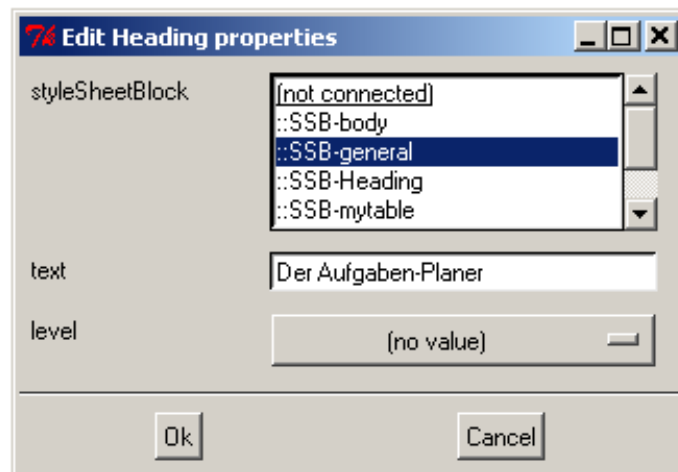 Edit Heading properties
styleSheetBlock
(not connected)
::SSB-body
::SSB-general
::SSB-Heading
::SSB-mytable
text
Der Aufgaben-Planer
level
(no value)
Ok
Cancel